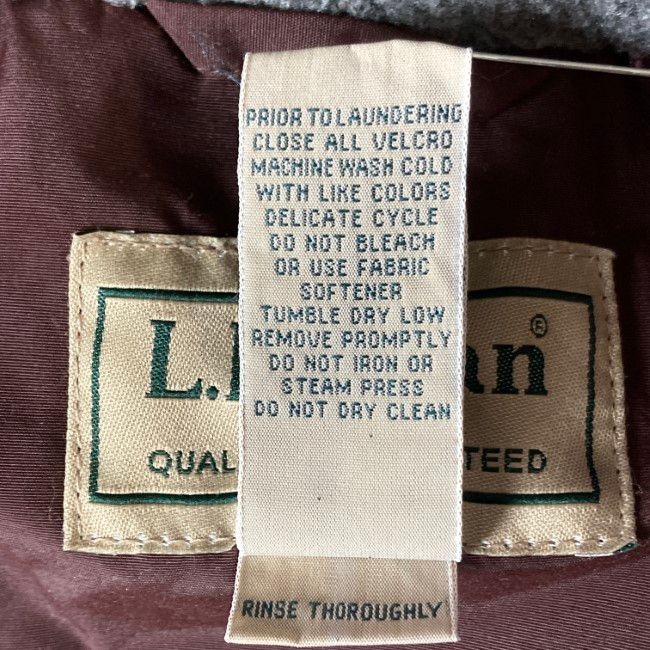 PRIOR TO LAUNDERING
CLOSE ALL VELCRO
MACHINE WASH COLD
WITH LIKE COLORS
DELICATE CYCLE
DO NOT BLEACH
OR USE FABRIC
SOFTENER
TUMBLE DRY LOW
REMOVE PROMPTLY
DO NOT IRON OR
STEAM PRESS
DO NOT DRY CLEAN
RINSE THOROUGHLY
L. an®
QUAL TEED